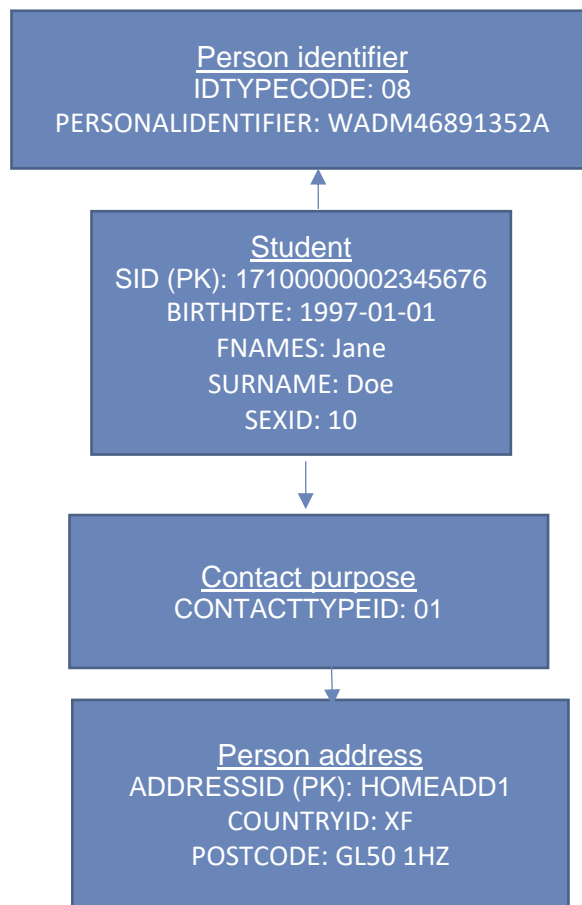 Person identifier
IDTYPECODE: 08
PERSONALIDENTIFIER: WADM46891352A
Student
SID (PK): 17100000002345676
BIRTHDTE: 1997-01-01
FNAMES: Jane
SURNAME: Doe
SEXID: 10
Contact purpose
CONTACTTYPEID: 01
Person address
ADDRESSID (PK): HOMEADD1
COUNTRYID: XF
POSTCODE: GL50 1HZ